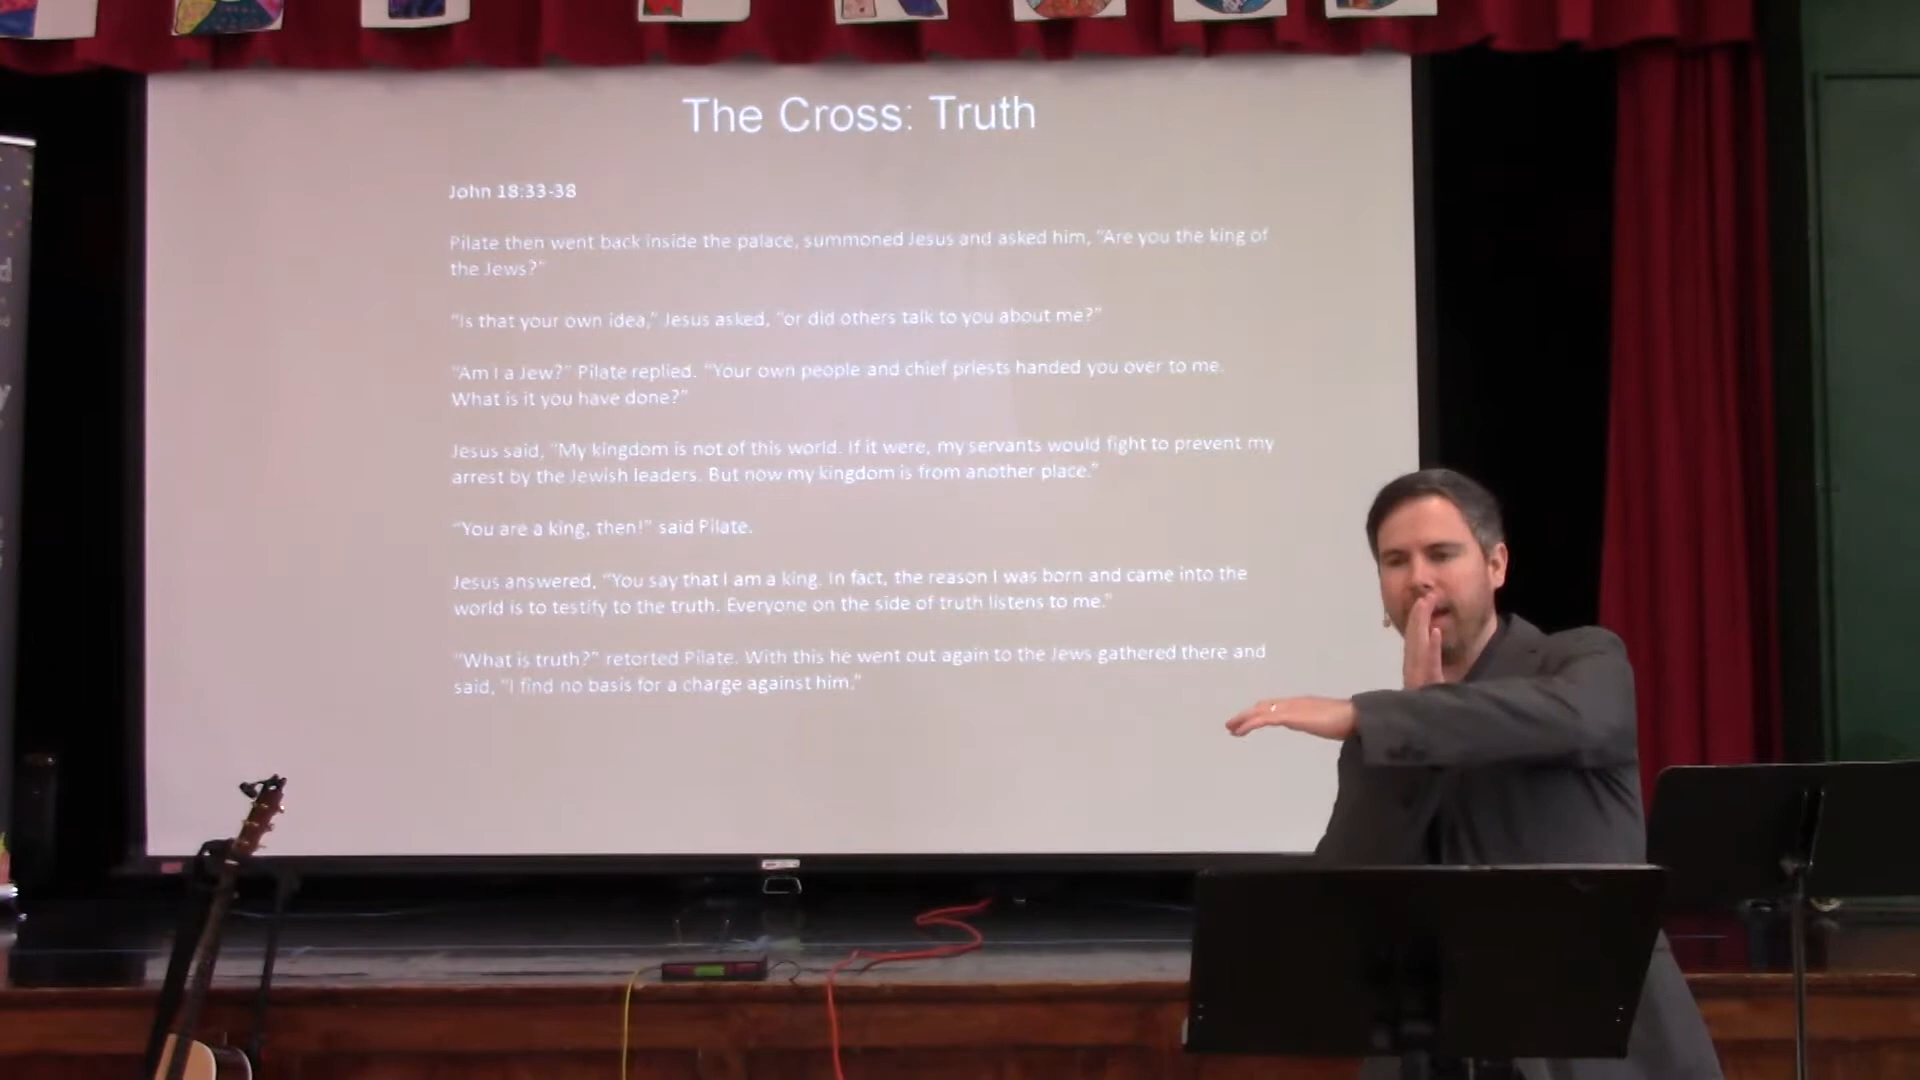 The Cross: Truth
John 18:33-38
Pilate then went back inside the palace, summoned Jesus and asked him, “Are you the king of
the Jews?”
“Is that your own idea,” Jesus asked, “or did others talk to you about me?”
“Am I a Jew?” Pilate replied. “Your own people and chief priests handed you over to me.
What is it you have done?”
Jesus said, “My kingdom is not of this world. If it were, my servants would fight to prevent my
arrest by the Jewish leaders. But now my kingdom is from another place.”
“You are a king, then!” said Pilate.
Jesus answered, “You say that I am a king. In fact, the reason I was born and came into the
world is to testify to the truth. Everyone on the side of truth listens to me.”
“What is truth?” retorted Pilate. With this he went out again to the Jews gathered there and
said, “I find no basis for a charge against him.”